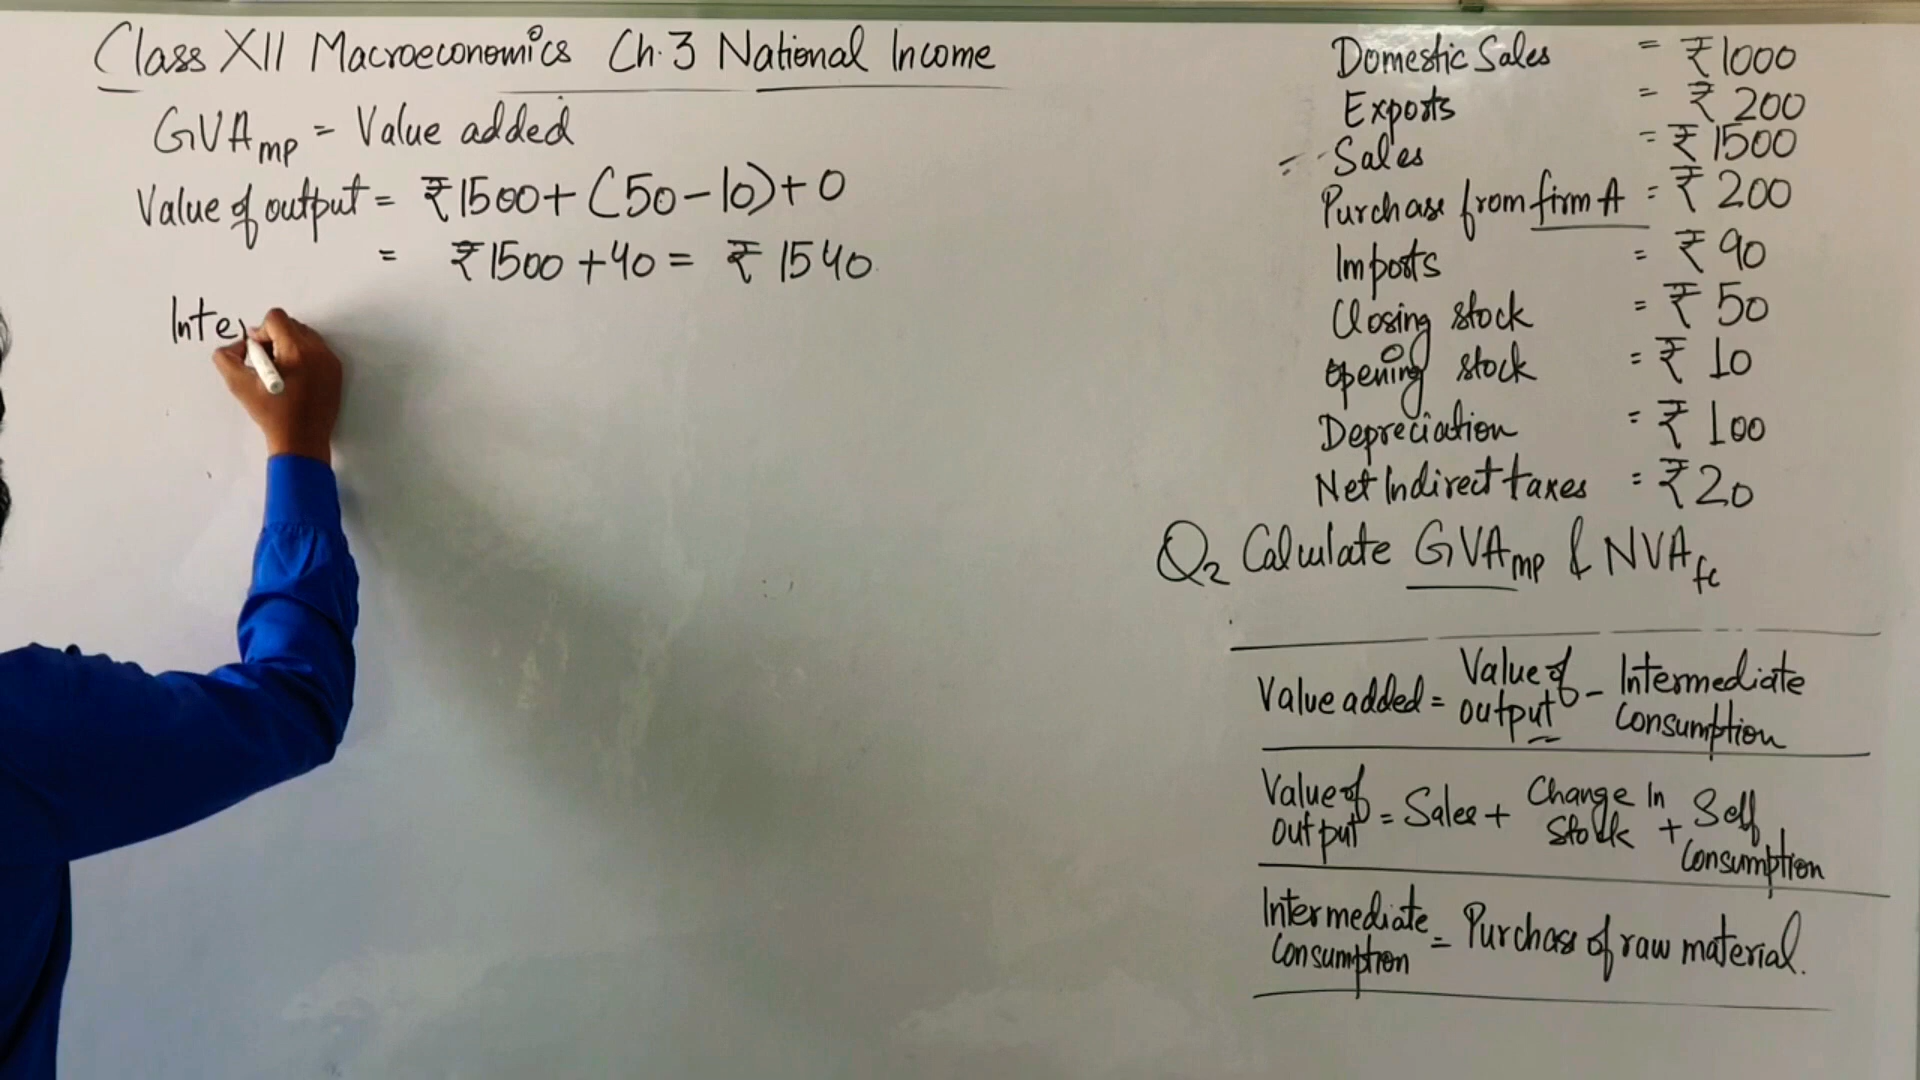 Class XII Macroeconomics Ch.3 National Income
GVAmp = Value added
Value of output = ₹1500+(50-10)+0
= ₹1500+40 = ₹1540
Inte
Domestic Sales = ₹1000
Exports = ₹200
Sales = ₹1500
Purchase from firm A = ₹200
Imports = ₹90
Closing stock = ₹50
Opening stock = ₹10
Depreciation = ₹100
Net Indirect taxes = ₹20
Q2 Calculate GVAmp & NVAfc
Value added = Value of output - Intermediate Consumption
Value of output = Sales + Change In Stock + Self Consumption
Intermediate Consumption = Purchase of raw material.